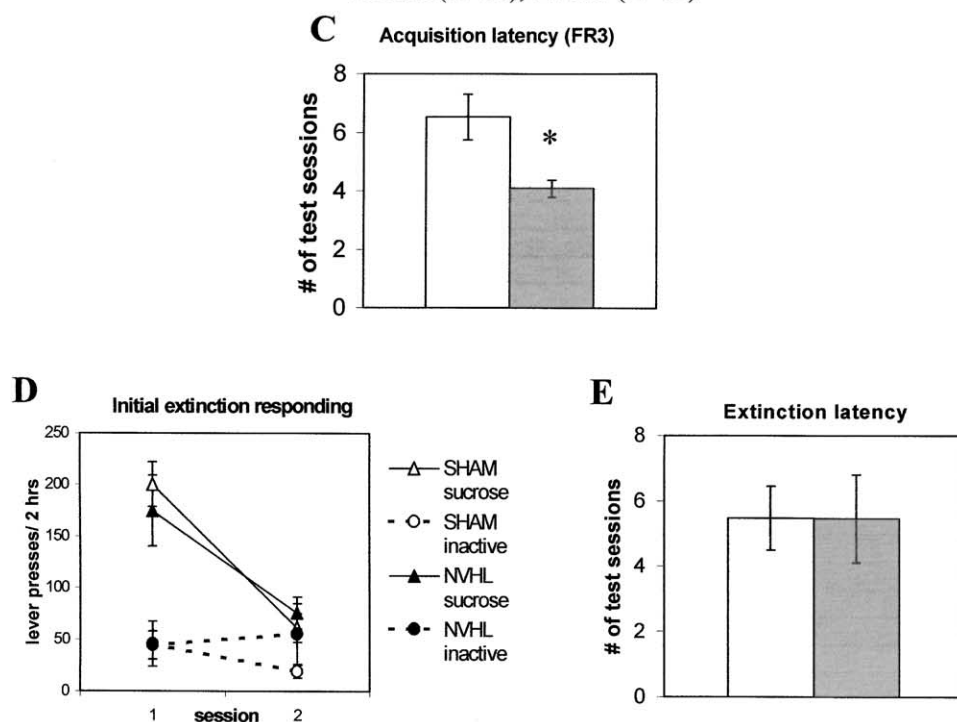 C
Acquisition latency (FR3)
# of test sessions
8
6
4
2
0
*
D
Initial extinction responding
lever presses/ 2 hrs
250
200
150
100
50
0
1
session
2
SHAM
sucrose
SHAM
inactive
NVHL
sucrose
NVHL
inactive
E
Extinction latency
# of test sessions
8
6
4
2
0